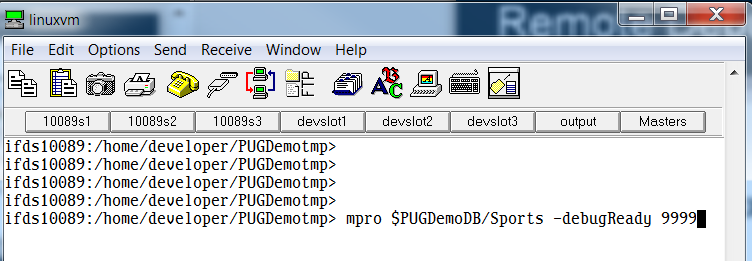 Remote
linuxvm
File Edit Options Send Receive Window Help
10089s1 10089s2 10089s3 devslot1 devslot2 devslot3 output Masters
ifds10089:/home/developer/PUGDemotmp>
ifds10089:/home/developer/PUGDemotmp>
ifds10089:/home/developer/PUGDemotmp>
ifds10089:/home/developer/PUGDemotmp>
ifds10089:/home/developer/PUGDemotmp> mpro $PUGDemoDB/Sports -debugReady 9999